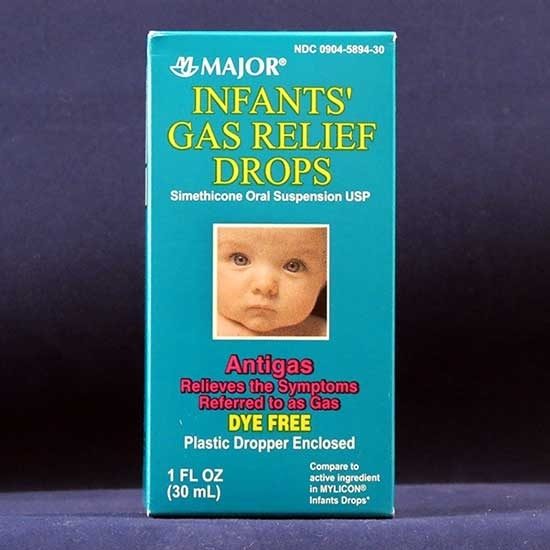 NDC 0904-5894-30
MAJOR®
INFANTS'
GAS RELIEF
DROPS
Simethicone Oral Suspension USP
Antigas
Relieves the Symptoms
Referred to as Gas
DYE FREE
Plastic Dropper Enclosed
1 FL OZ
(30 mL)
Compare to
active ingredient
in MYLICON®
Infants Drops*